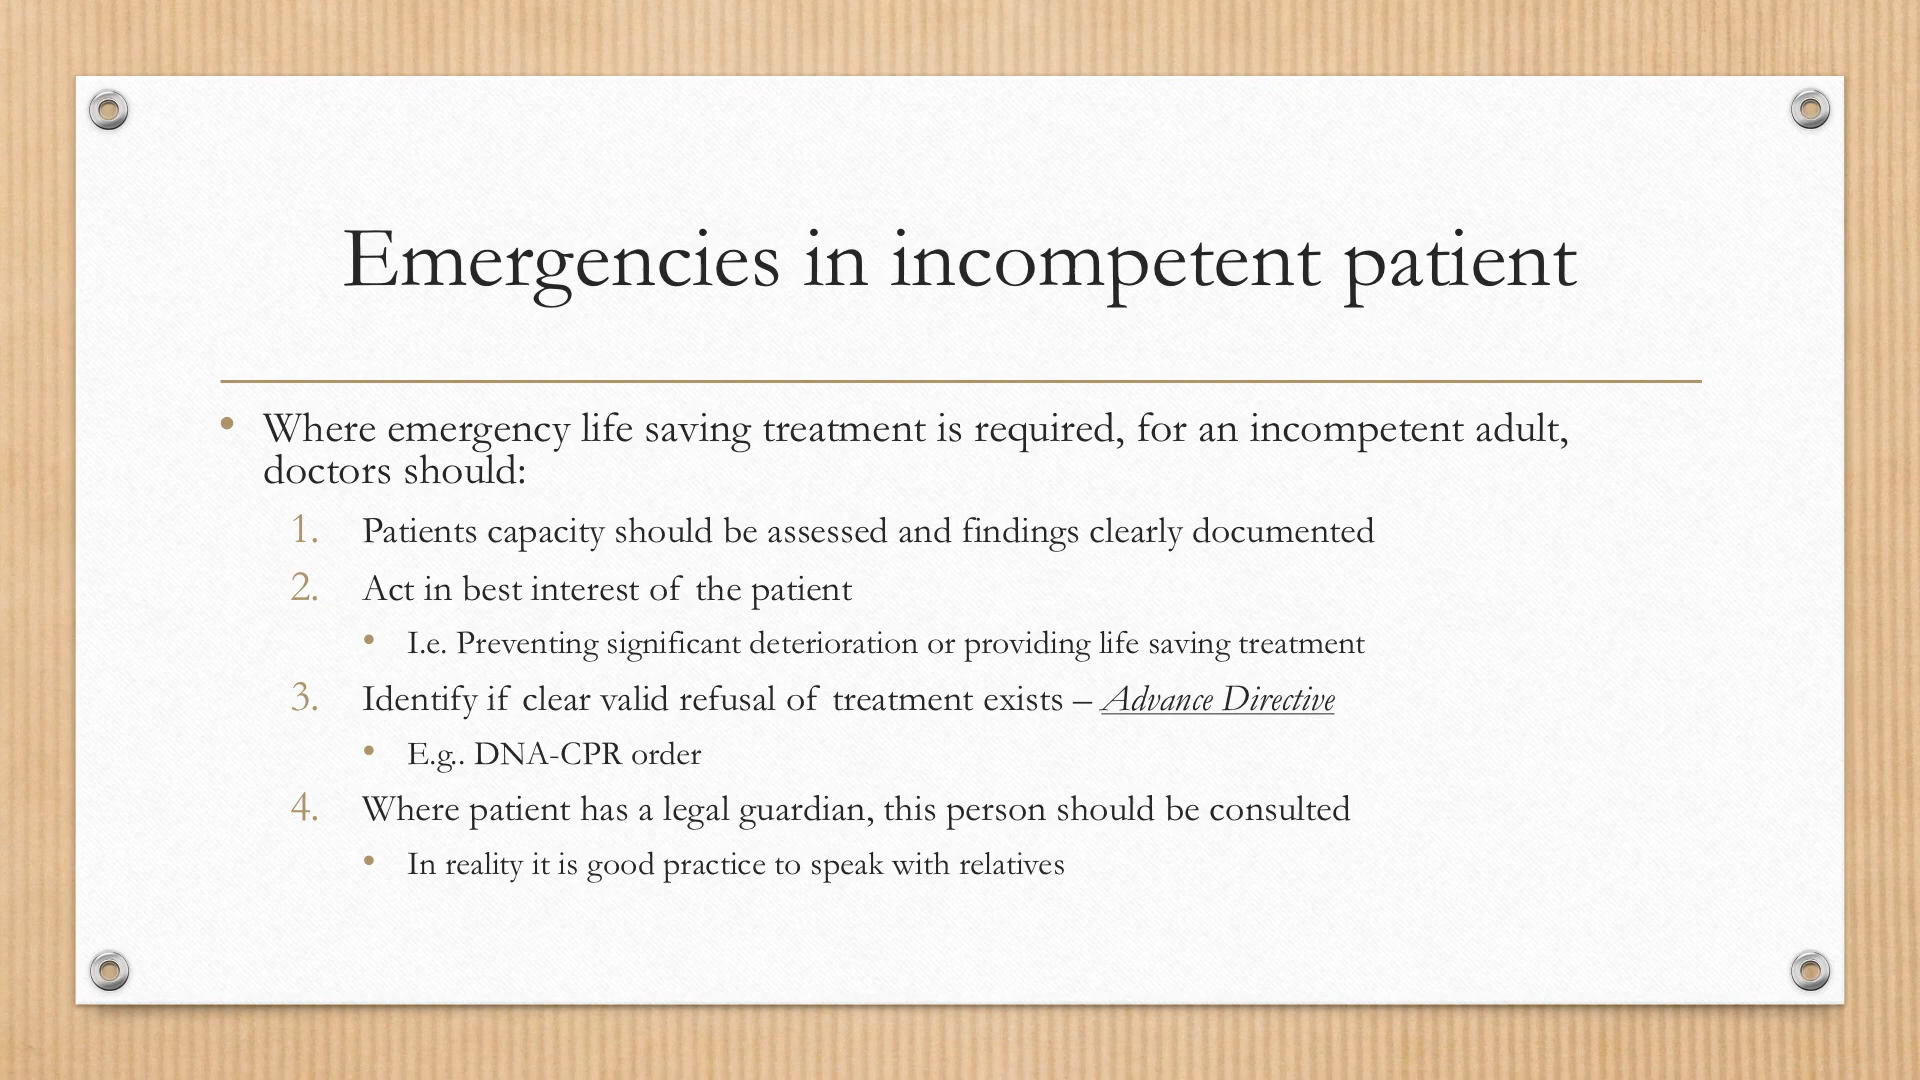 Emergencies in incompetent patient
• Where emergency life saving treatment is required, for an incompetent adult,
doctors should:
1. Patients capacity should be assessed and findings clearly documented
2. Act in best interest of the patient
• I.e. Preventing significant deterioration or providing life saving treatment
3. Identify if clear valid refusal of treatment exists – Advance Directive
• E.g.. DNA-CPR order
4. Where patient has a legal guardian, this person should be consulted
• In reality it is good practice to speak with relatives